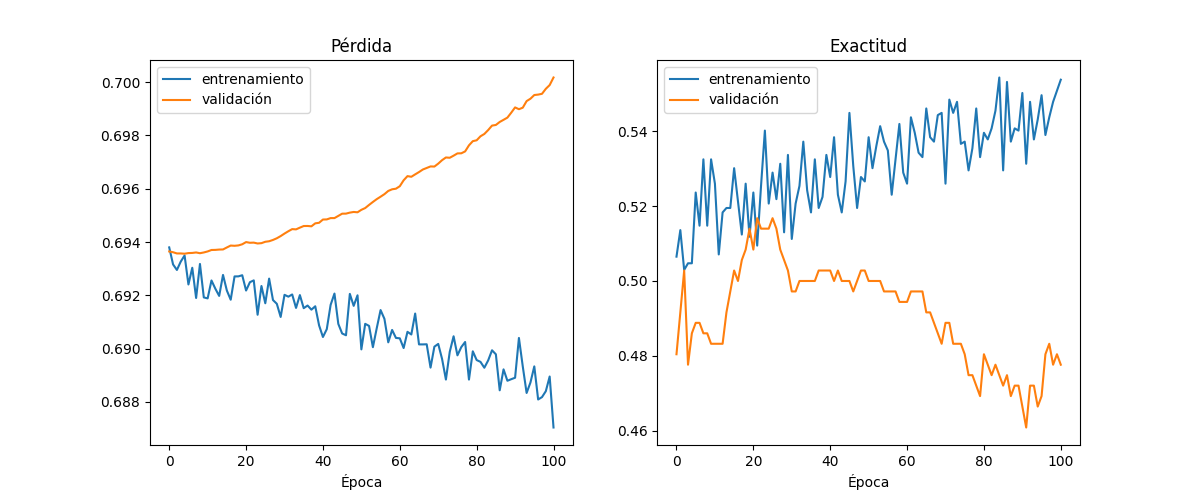 Pérdida
entrenamiento
validación
0.700
0.698
0.696
0.694
0.692
0.690
0.688
0 20 40 60 80 100
Época
Exactitud
entrenamiento
validación
0.54
0.52
0.50
0.48
0.46
0 20 40 60 80 100
Época